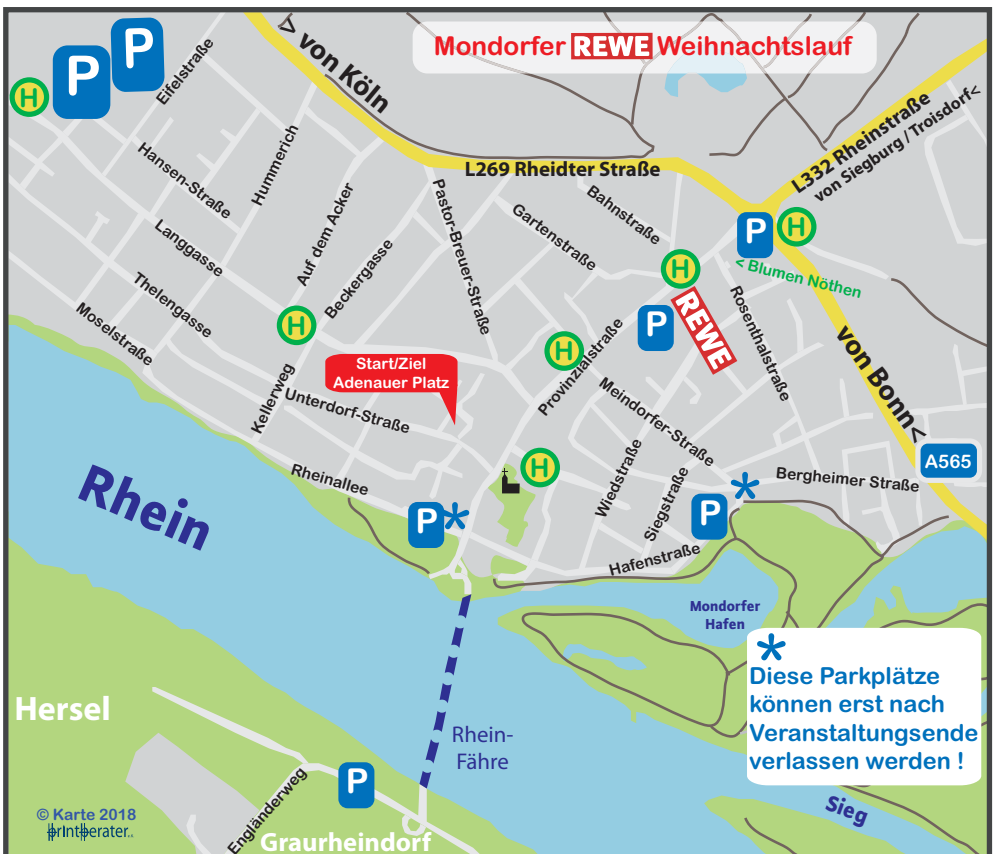 Mondorfer REWE Weihnachtslauf
P
P
H
> von Köln
Eifelstraße
Hansen-Straße
Hummerich
L269 Rheidter Straße
L332 Rheinstraße
von Siegburg / Troisdorf<
Langgasse
Auf dem Acker
Pastor-Breuer-Straße
Gartenstraße
Bahnstraße
P
H
< Blumen Nöthen
Thelengasse
Beckergasse
H
REWE
Rosenthalstraße
Moselstraße
H
P
H
Provinzialstraße
von Bonn<
Start/Ziel
Adenauer Platz
Kellerweg
Unterdorf-Straße
Meindorfer-Straße
A565
Rheinallee
H
Wiedstraße
Siegstraße
Bergheimer Straße
Rhein
P*
P
*
Hafenstraße
Mondorfer
Hafen
*
Diese Parkplätze
können erst nach
Veranstaltungsende
verlassen werden !
Hersel
Rhein-
Fähre
P
Sieg
Engländerweg
Graurheindorf
© Karte 2018
printberater..